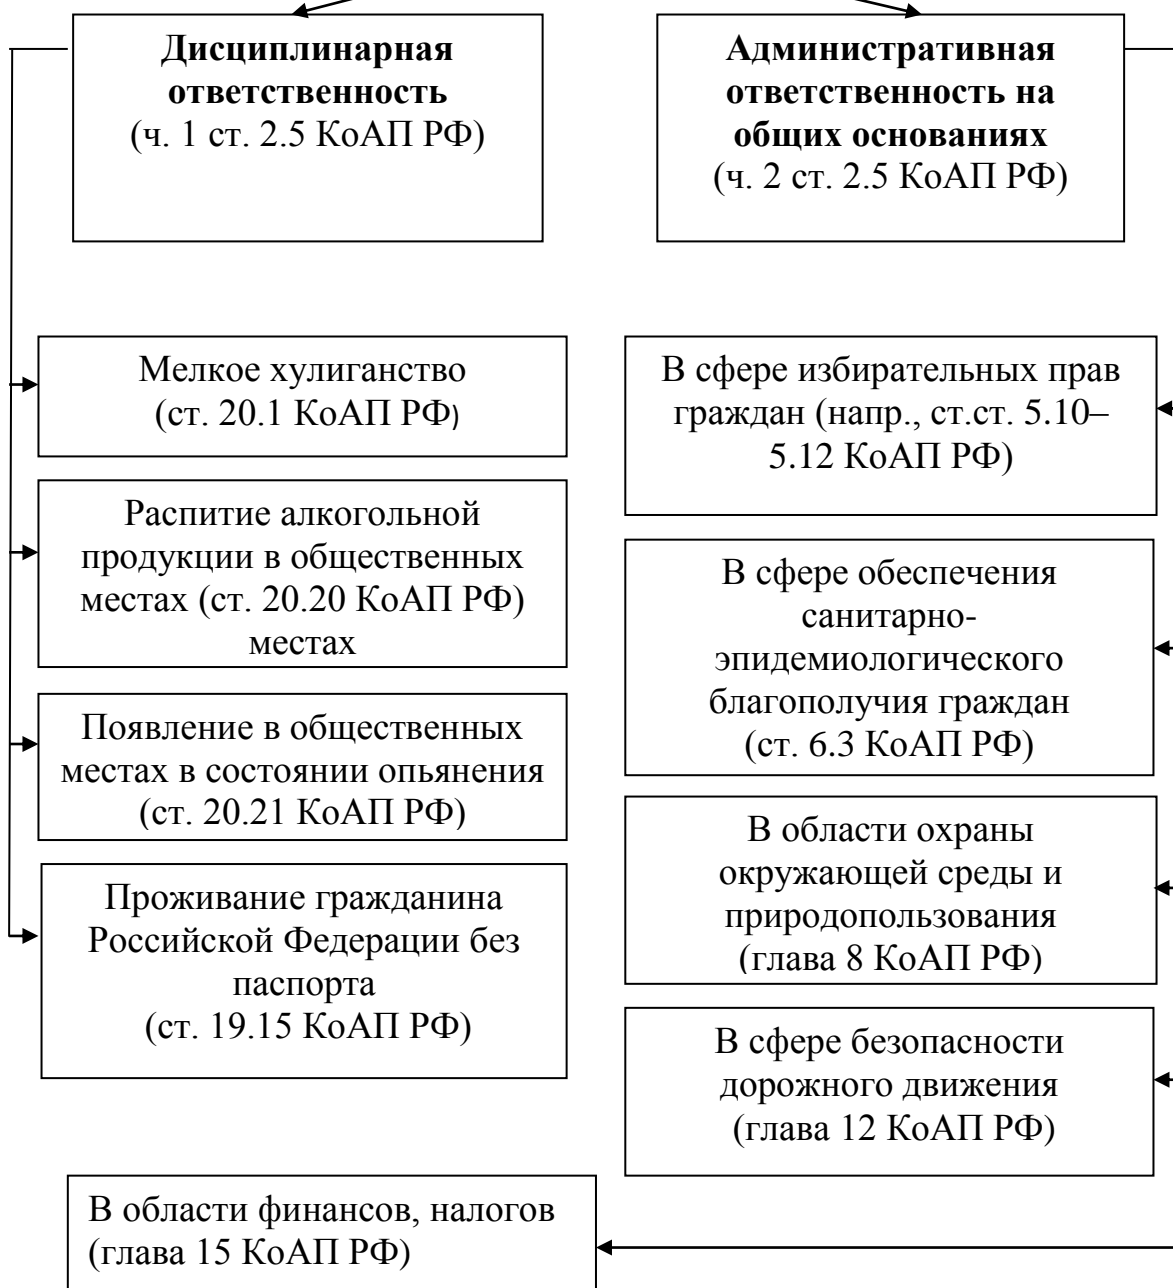 Дисциплинарная
ответственность
(ч. 1 ст. 2.5 КоАП РФ)
Административная
ответственность на
общих основаниях
(ч. 2 ст. 2.5 КоАП РФ)
Мелкое хулиганство
(ст. 20.1 КоАП РФ)
Распитие алкогольной
продукции в общественных
местах (ст. 20.20 КоАП РФ)
местах
Появление в общественных
местах в состоянии опьянения
(ст. 20.21 КоАП РФ)
Проживание гражданина
Российской Федерации без
паспорта
(ст. 19.15 КоАП РФ)
В сфере избирательных прав
граждан (напр., ст.ст. 5.10–
5.12 КоАП РФ)
В сфере обеспечения
санитарно-
эпидемиологического
благополучия граждан
(ст. 6.3 КоАП РФ)
В области охраны
окружающей среды и
природопользования
(глава 8 КоАП РФ)
В сфере безопасности
дорожного движения
(глава 12 КоАП РФ)
В области финансов, налогов
(глава 15 КоАП РФ)